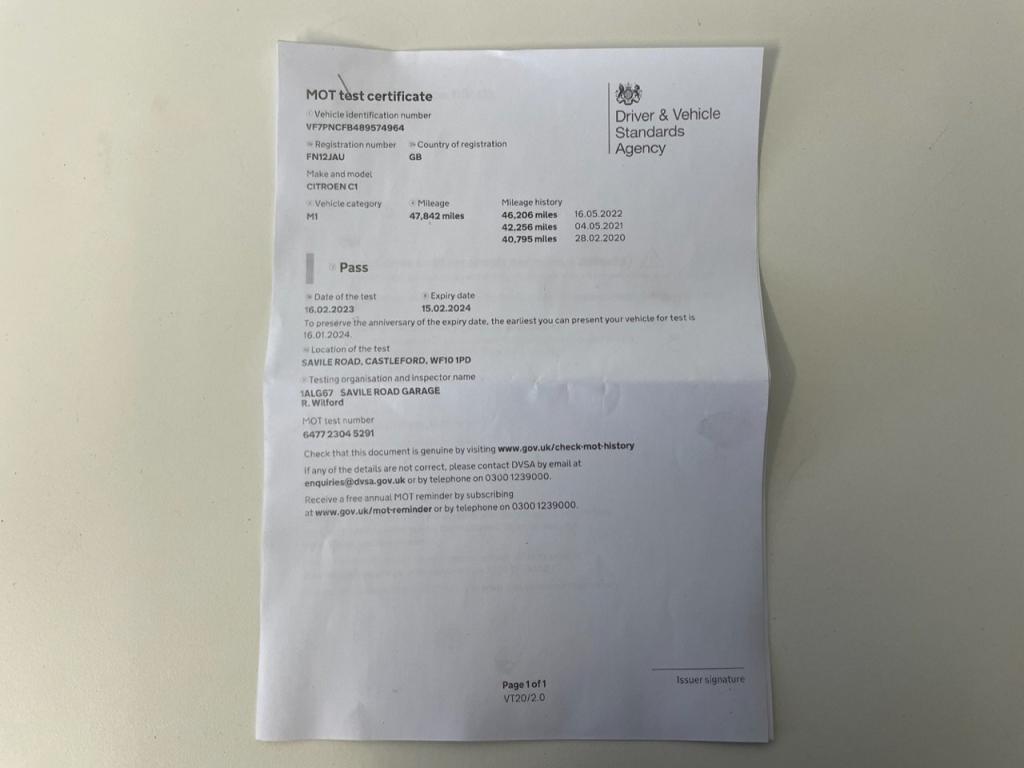 MOT test certificate
Vehicle identification number
VF7PNCFB489574964
Registration number Country of registration
FN12JAU GB
Make and model
CITROEN C1
Vehicle category Mileage Mileage history
M1 47,842 miles 46,206 miles 16.05.2022
42,256 miles 04.05.2021
40,795 miles 28.02.2020
Driver & Vehicle
Standards
Agency
Pass
Date of the test Expiry date
16.02.2023 15.02.2024
To preserve the anniversary of the expiry date, the earliest you can present your vehicle for test is
16.01.2024.
Location of the test
SAVILE ROAD, CASTLEFORD, WF10 1PD
Testing organisation and inspector name
1ALG67 SAVILE ROAD GARAGE
R. Wilford
MOT test number
6477 2304 5291
Check that this document is genuine by visiting www.gov.uk/check-mot-history
If any of the details are not correct, please contact DVSA by email at
enquiries@dvsa.gov.uk or by telephone on 0300 1239000.
Receive a free annual MOT reminder by subscribing
at www.gov.uk/mot-reminder or by telephone on 0300 1239000.
Issuer signature
Page 1 of 1
VT20/2.0